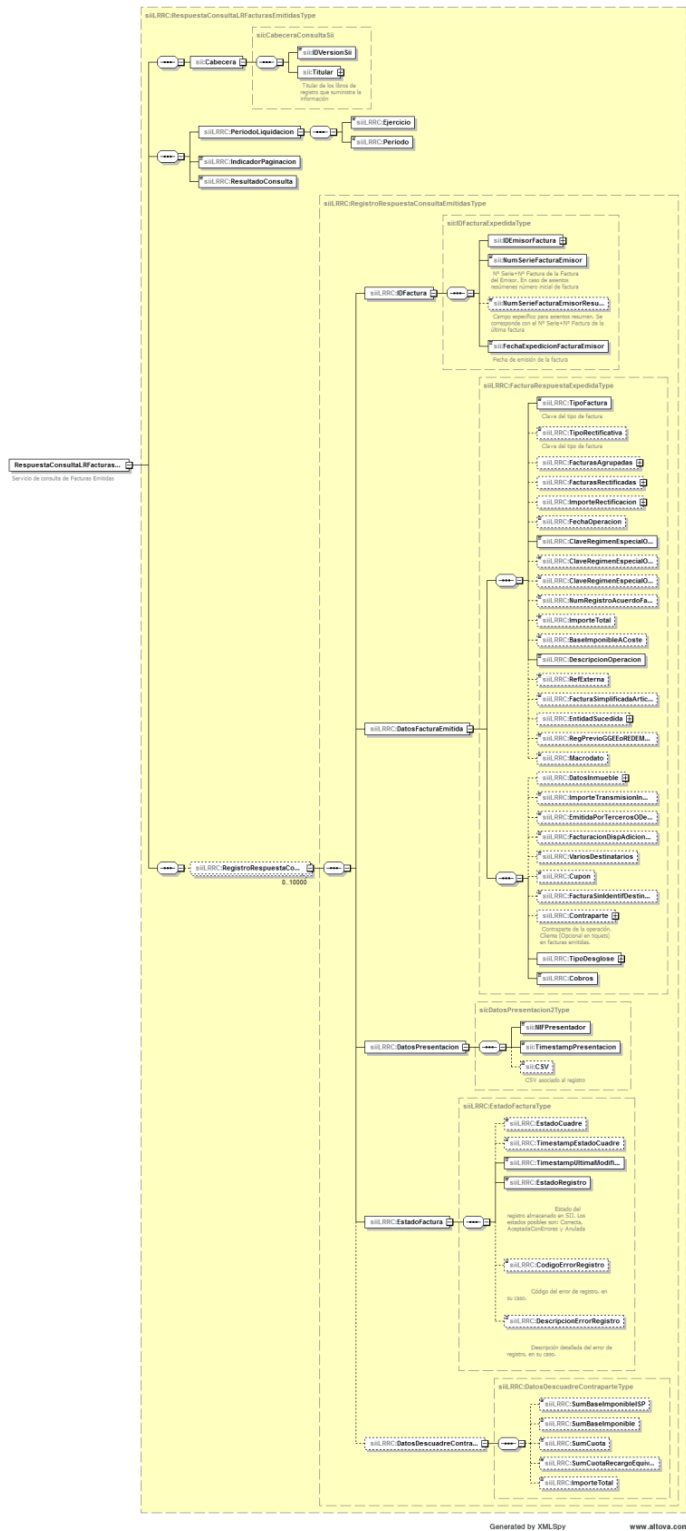 siiLRRC:RespuestaConsultaLRFacturasEmitidasType
sii:CabeceraConsultaSii
sii:IDVersionSii
sii:Cabecera
sii:Titular
Titular de los libros de
registro que suministra la
información
siiLRRC:PeriodoLiquidacion
siiLRRC:Ejercicio
siiLRRC:Periodo
siiLRRC:IndicadorPaginacion
siiLRRC:ResultadoConsulta
siiLRRC:RegistroRespuestaConsultaEmitidasType
sii:IDFacturaExpedidaType
sii:IDEmisorFactura
sii:NumSerieFacturaEmisor
Nº Serie+Nº Factura de la Factura
del Emisor. En caso de asientos
resúmenes número inicial de factura
siiLRRC:IDFactura
sii:NumSerieFacturaEmisorResu...
Campo específico para asientos resumen. Se
corresponde con el Nº Serie+Nº Factura de la
última factura
sii:FechaExpedicionFacturaEmisor
Fecha de emisión de la factura
siiLRRC:FacturaRespuestaExpedidaType
siiLRRC:TipoFactura
Clave del tipo de factura
siiLRRC:TipoRectificativa
Clave del tipo de factura
RespuestaConsultaLRFacturas...
Servicio de consulta de Facturas Emitidas
siiLRRC:FacturasAgrupadas
siiLRRC:FacturasRectificadas
siiLRRC:ImporteRectificacion
siiLRRC:FechaOperacion
siiLRRC:ClaveRegimenEspecialO...
siiLRRC:ClaveRegimenEspecialO...
siiLRRC:ClaveRegimenEspecialO...
siiLRRC:NumRegistroAcuerdoFa...
siiLRRC:ImporteTotal
siiLRRC:BaseImponibleACoste
siiLRRC:DescripcionOperacion
siiLRRC:RefExterna
siiLRRC:FacturaSimplificadaArtic...
siiLRRC:EntidadSucedida
siiLRRC:DatosFacturaEmitida
siiLRRC:RegPrevioGGEEoREDEM...
siiLRRC:Macrodato
siiLRRC:DatosInmueble
siiLRRC:ImporteTransmisionIn...
siiLRRC:EmitidaPorTercerosODe...
siiLRRC:FacturacionDispAdicion...
siiLRRC:VariosDestinatarios
siiLRRC:RegistroRespuestaCo...
0..10000
siiLRRC:Cupon
siiLRRC:FacturaSinIdentifDestin...
siiLRRC:Contraparte
Contraparte de la operación.
Cliente (Opcional en tiquets)
en facturas emitidas.
siiLRRC:TipoDesglose
siiLRRC:Cobros
sii:DatosPresentacion2Type
sii:NIFPresentador
siiLRRC:DatosPresentacion
sii:TimestampPresentacion
sii:CSV
CSV asociado al registro
siiLRRC:EstadoFacturaType
siiLRRC:EstadoCuadre
siiLRRC:TimestampEstadoCuadre
siiLRRC:TimestampUltimaModifi...
siiLRRC:EstadoRegistro
Estado del
registro almacenado en SII. Los
estados posibles son: Correcta,
AceptadaConErrores y Anulada
siiLRRC:EstadoFactura
siiLRRC:CodigoErrorRegistro
Código del error de registro, en
su caso.
siiLRRC:DescripcionErrorRegistro
Descripción detallada del error de
registro, en su caso.
siiLRRC:DatosDescuadreContraparteType
siiLRRC:SumBaseImponibleISP
siiLRRC:SumBaseImponible
siiLRRC:DatosDescuadreContra...
siiLRRC:SumCuota
siiLRRC:SumCuotaRecargoEquiv...
siiLRRC:ImporteTotal
Generated by XMLSpy
www.altova.com